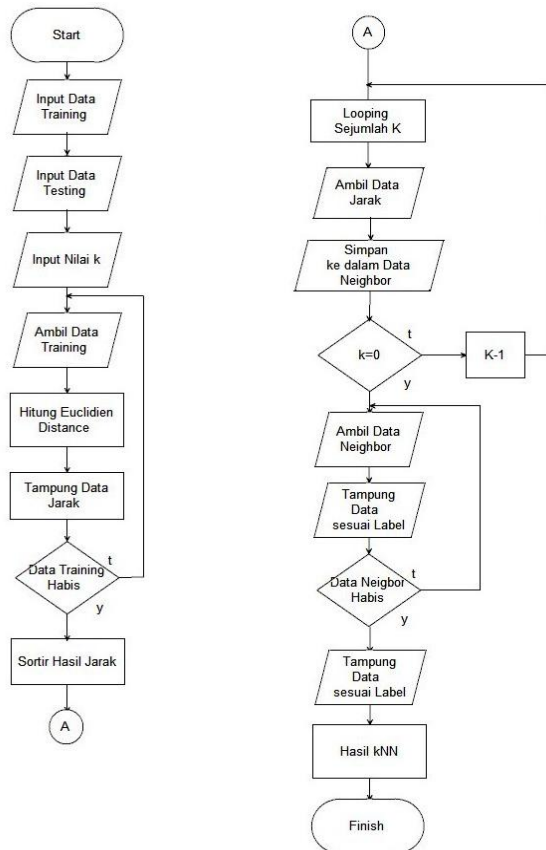 Start
Input Data
Training
Input Data
Testing
Input Nilai k
Ambil Data
Training
Hitung Euclidien
Distance
Tampung Data
Jarak
Data Training
Habis
t
y
Sortir Hasil Jarak
A
A
Looping
Sejumlah K
Ambil Data
Jarak
Simpan
ke dalam Data
Neighbor
k=0
t
y
K-1
Ambil Data
Neighbor
Tampung
Data
sesuai Label
Data Neigbor
Habis
t
y
Tampung
Data
sesuai Label
Hasil kNN
Finish